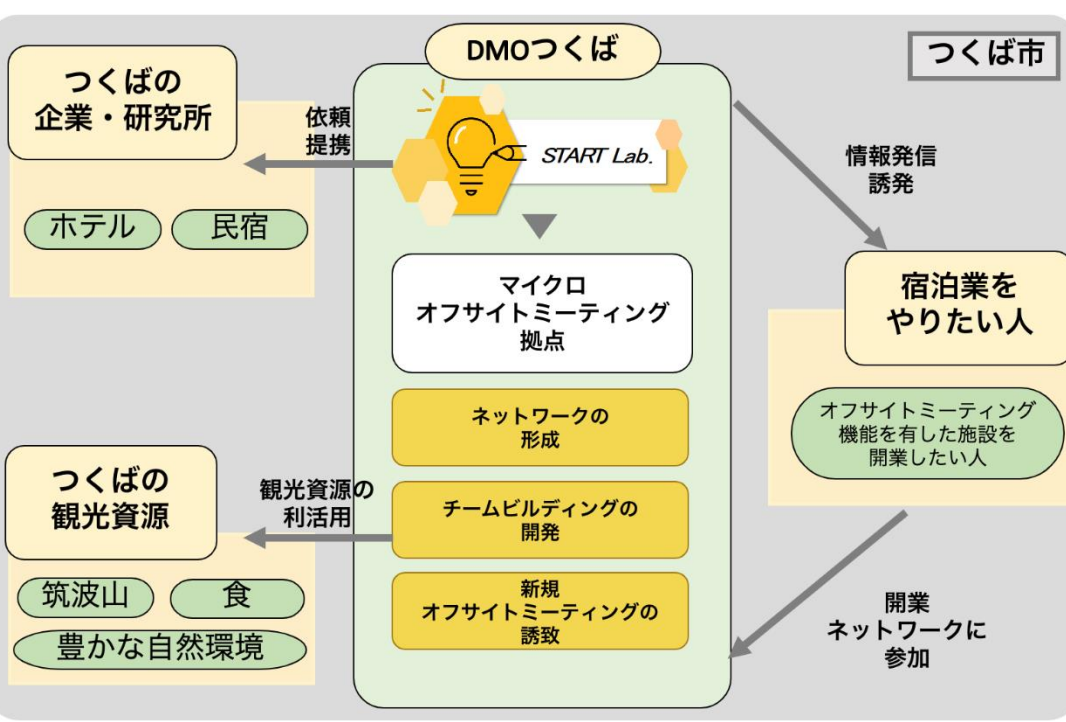 DMOつくば
つくば市
つくばの
企業・研究所
ホテル
民宿
依頼
提携
START Lab.
情報発信
誘発
マイクロ
オフサイトミーティング
拠点
宿泊業を
やりたい人
オフサイトミーティング
機能を有した施設を
開業したい人
ネットワークの
形成
つくばの
観光資源
筑波山
食
豊かな自然環境
観光資源の
利活用
チームビルディングの
開発
新規
オフサイトミーティングの
誘致
開業
ネットワークに
参加